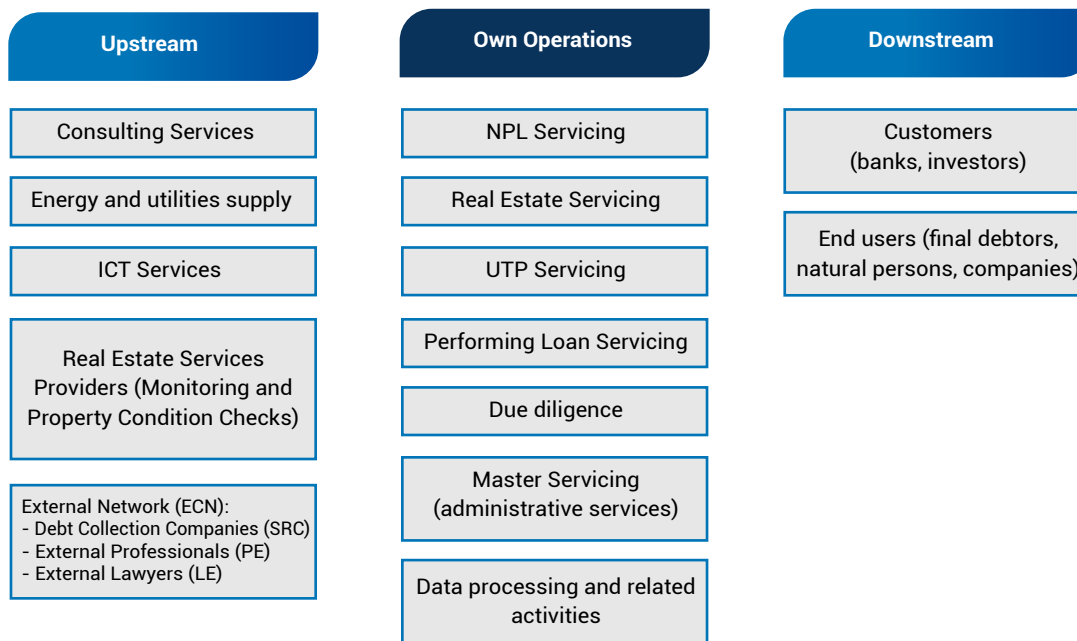 Upstream
Consulting Services
Energy and utilities supply
ICT Services
Real Estate Services
Providers (Monitoring and
Property Condition Checks)
External Network (ECN):
- Debt Collection Companies (SRC)
- External Professionals (PE)
- External Lawyers (LE)
Own Operations
NPL Servicing
Real Estate Servicing
UTP Servicing
Performing Loan Servicing
Due diligence
Master Servicing
(administrative services)
Data processing and related
activities
Downstream
Customers
(banks, investors)
End users (final debtors,
natural persons, companies)